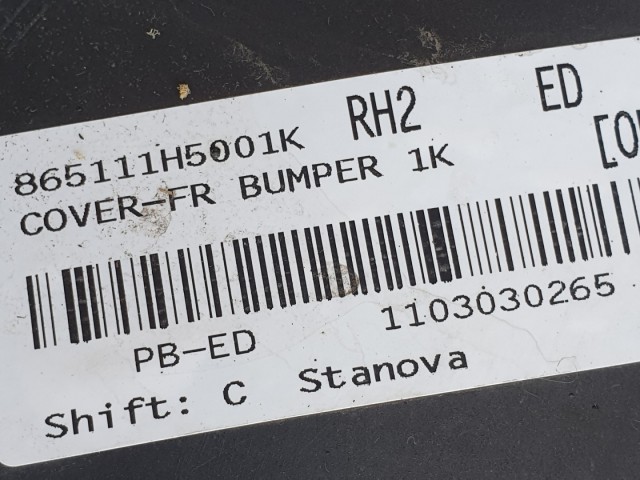 865111H5001K RH2 ED
COVER-FR BUMPER 1K
PB-ED 1103030265
Shift: C Stanova